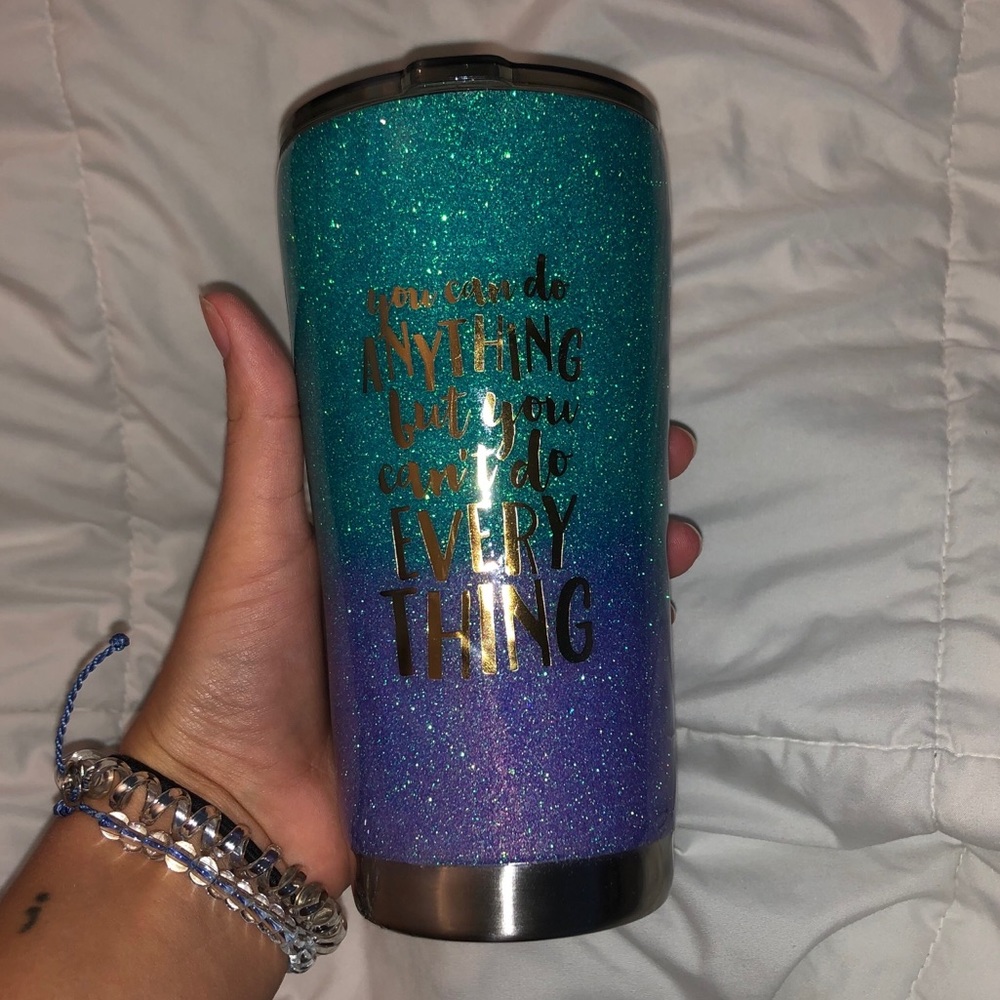 you can do
ANYTHING
but you
can't do
EVERY
THING